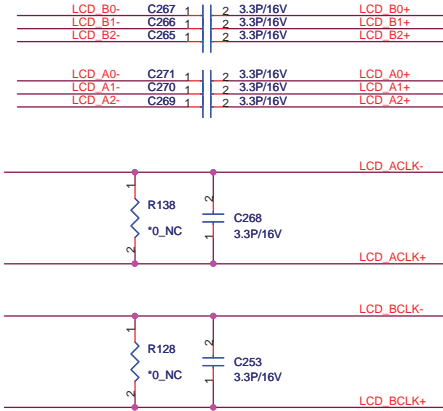 LCD_B0- C267 1 2 3.3P/16V LCD_B0+
LCD_B1- C266 1 2 3.3P/16V LCD_B1+
LCD_B2- C265 1 2 3.3P/16V LCD_B2+
LCD_A0- C271 1 2 3.3P/16V LCD_A0+
LCD_A1- C270 1 2 3.3P/16V LCD_A1+
LCD_A2- C269 1 2 3.3P/16V LCD_A2+
LCD_ACLK-
1 2
R138 C268
*0_NC 3.3P/16V
2 1
LCD_ACLK+
LCD_BCLK-
1 2
R128 C253
*0_NC 3.3P/16V
2 1
LCD_BCLK+